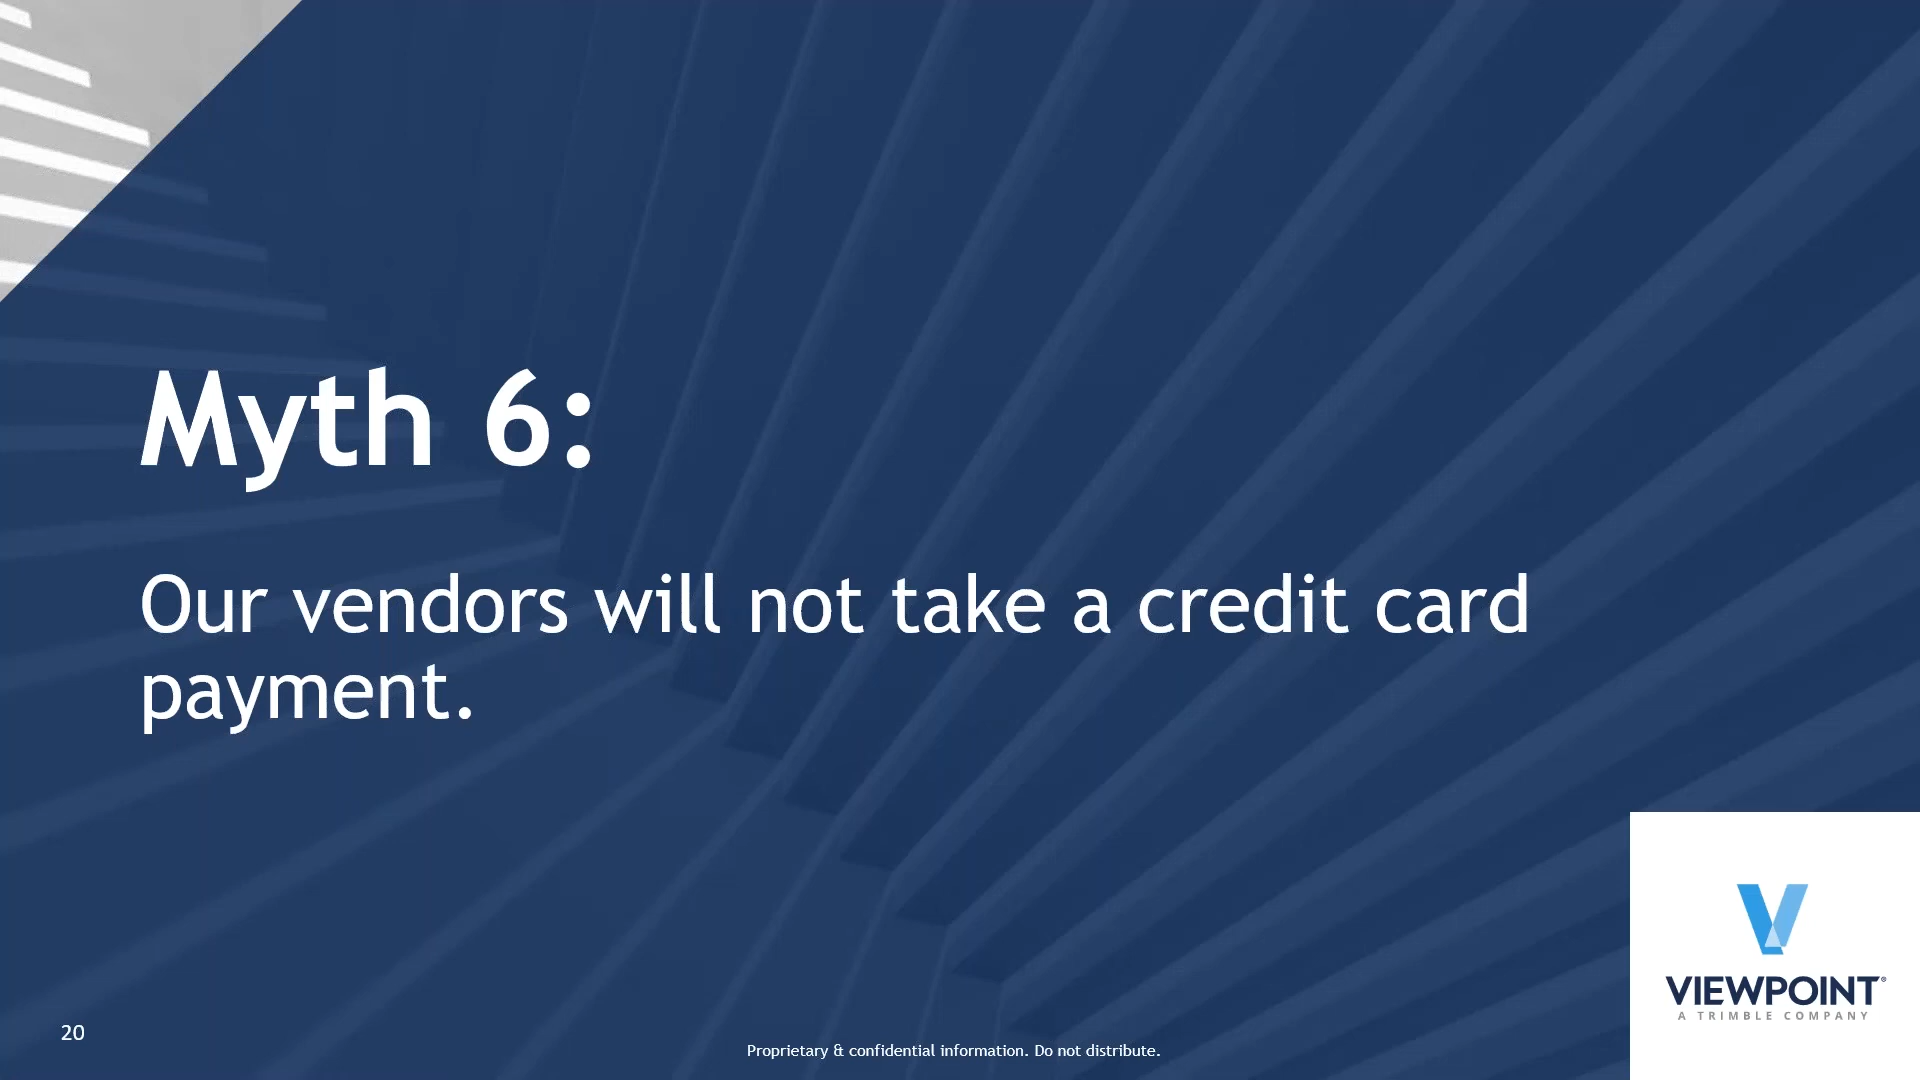 Myth 6:
Our vendors will not take a credit card
payment.
VIEWPOINT®
A TRIMBLE COMPANY
20
Proprietary & confidential information. Do not distribute.